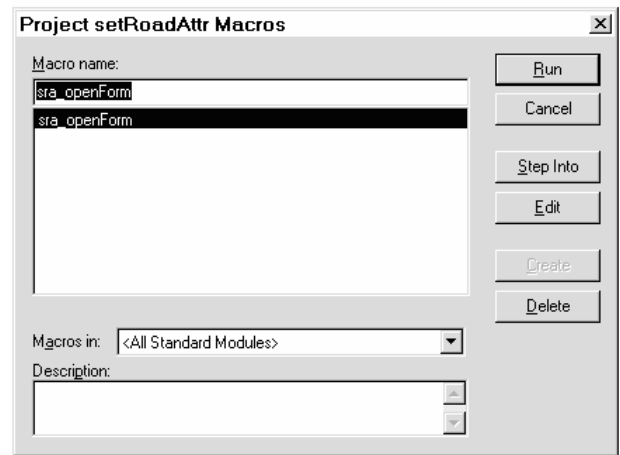 Project setRoadAttr Macros
Macro name:
sra_openForm
sra_openForm
Run
Cancel
Step Into
Edit
Create
Delete
Macros in: <All Standard Modules>
Description: